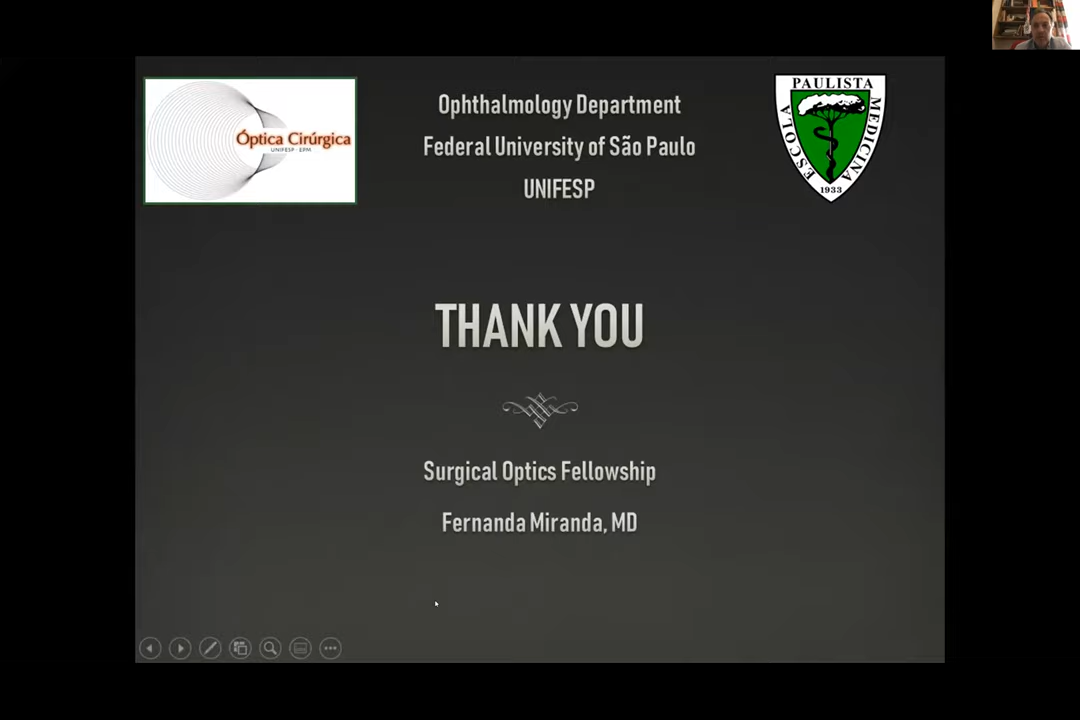 Óptica Cirúrgica
UNIFESP - EPM
Ophthalmology Department
Federal University of São Paulo
UNIFESP
ESCOLA PAULISTA MEDICINA
1933
THANK YOU
Surgical Optics Fellowship
Fernanda Miranda, MD